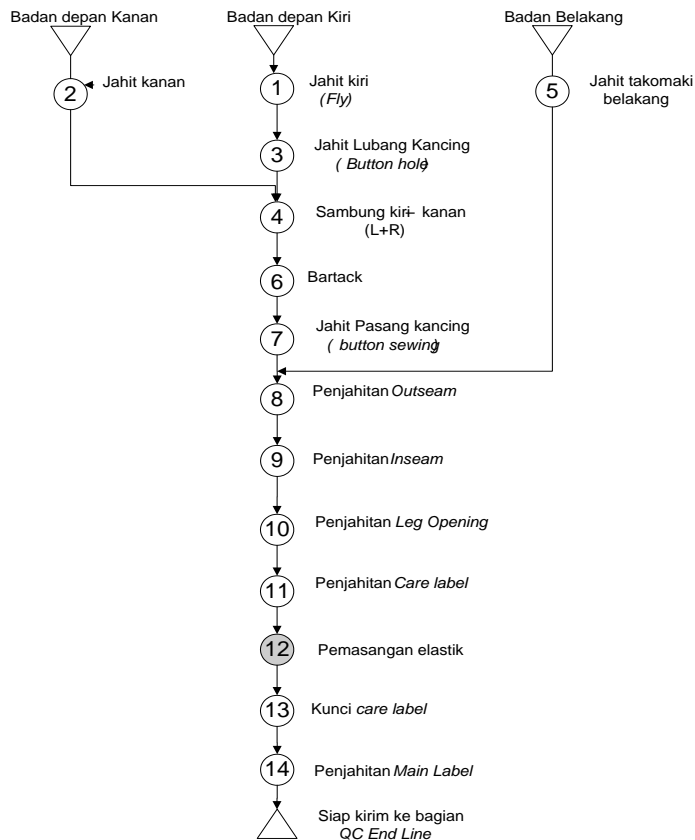 Badan depan Kanan
Badan depan Kiri
Badan Belakang
2
Jahit kanan
1
Jahit kiri
(Fly)
5
Jahit takomaki
belakang
3
Jahit Lubang Kancing
( Button hole)
4
Sambung kiri– kanan
(L+R)
6
Bartack
7
Jahit Pasang kancing
( button sewing)
8
Penjahitan Outseam
9
Penjahitan Inseam
10
Penjahitan Leg Opening
11
Penjahitan Care label
12
Pemasangan elastik
13
Kunci care label
14
Penjahitan Main Label
Siap kirim ke bagian
QC End Line